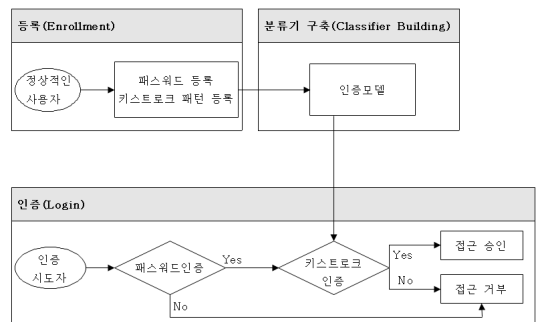 등록(Enrollment)
정상적인
사용자
패스워드 등록
키스트로크 패턴 등록
분류기 구축(Classifier Building)
인증모델
인증(Login)
인증
시도자
패스워드인증
Yes
No
키스트로크
인증
Yes
No
접근 승인
접근 거부